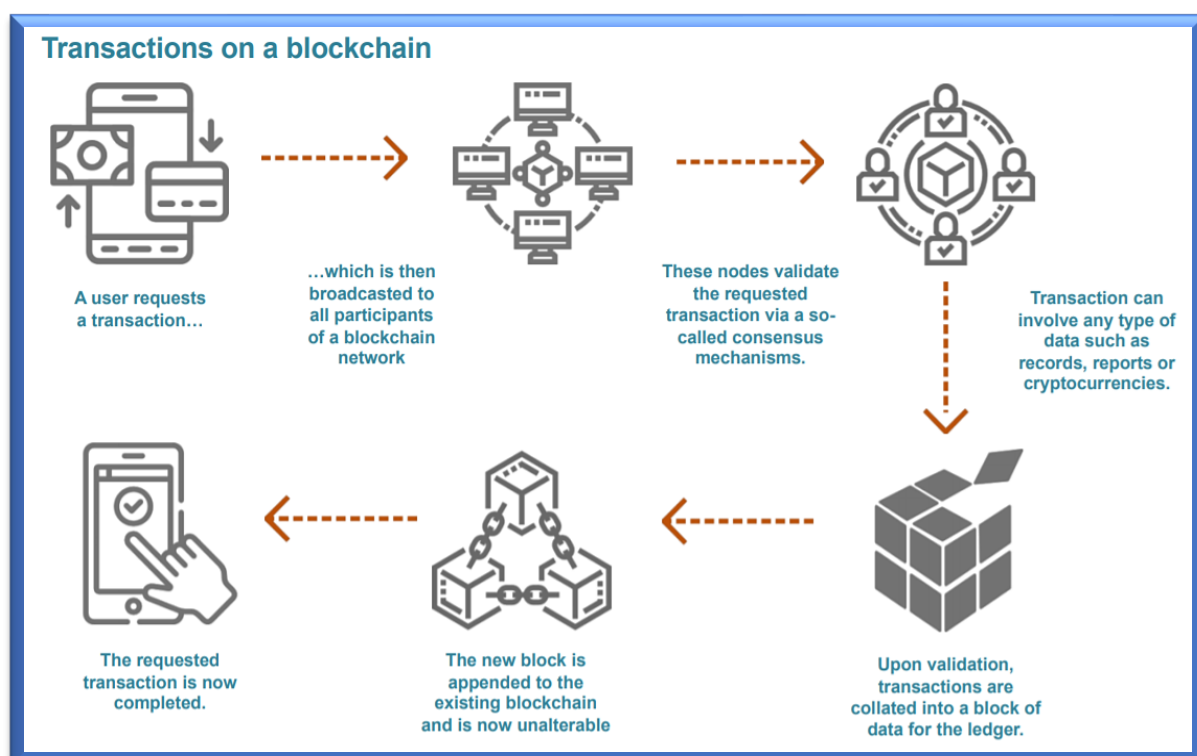 Transactions on a blockchain
A user requests
a transaction…
…which is then
broadcasted to
all participants
of a blockchain
network
These nodes validate
the requested
transaction via a so-
called consensus
mechanisms.
Transaction can
involve any type of
data such as
records, reports or
cryptocurrencies.
Upon validation,
transactions are
collated into a block of
data for the ledger.
The new block is
appended to the
existing blockchain
and is now unalterable
The requested
transaction is now
completed.